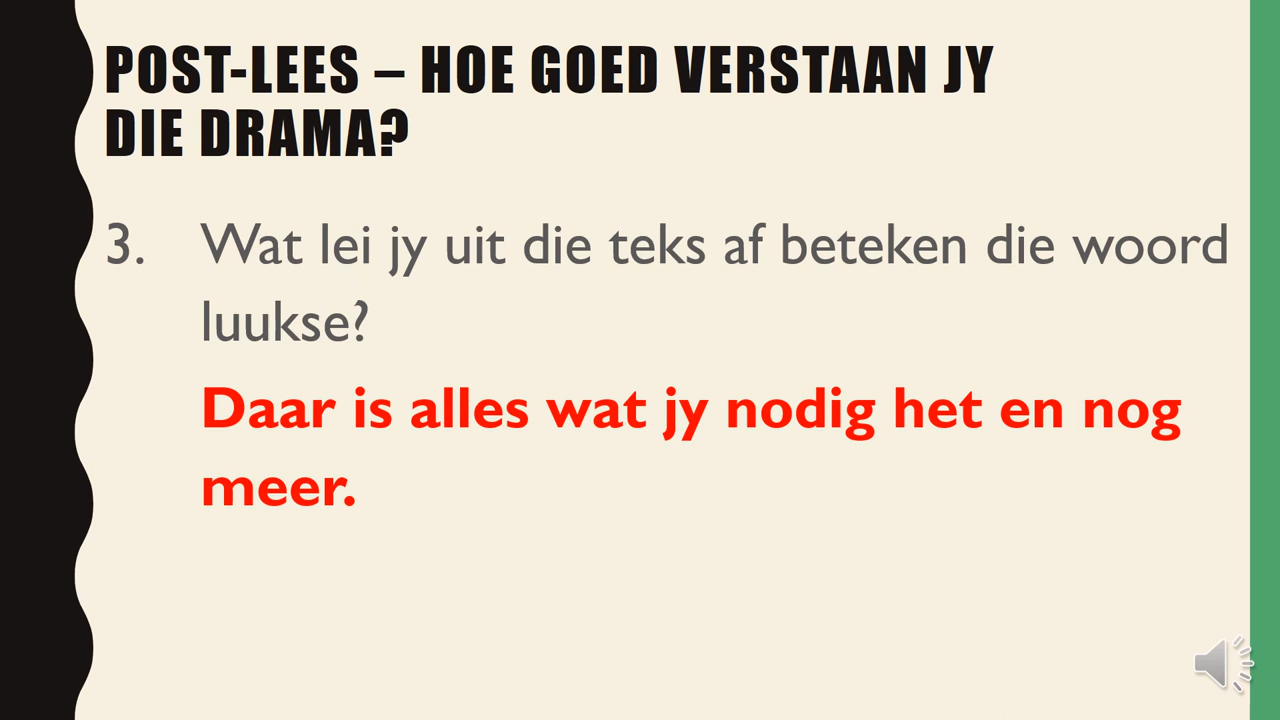 POST-LEES – HOE GOED VERSTAAN JY
DIE DRAMA?
3. Wat lei jy uit die teks af beteken die woord
luukse?
Daar is alles wat jy nodig het en nog
meer.